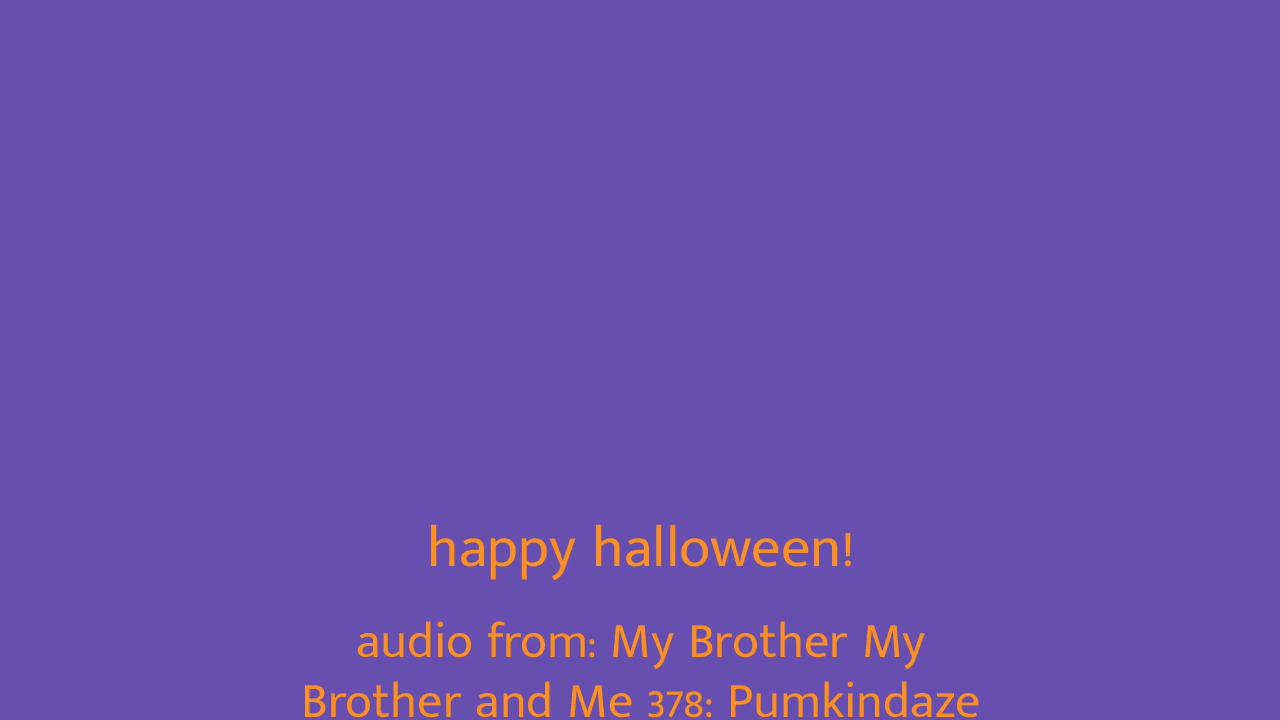 happy halloween!
audio from: My Brother My
Brother and Me 378: Pumkindaze